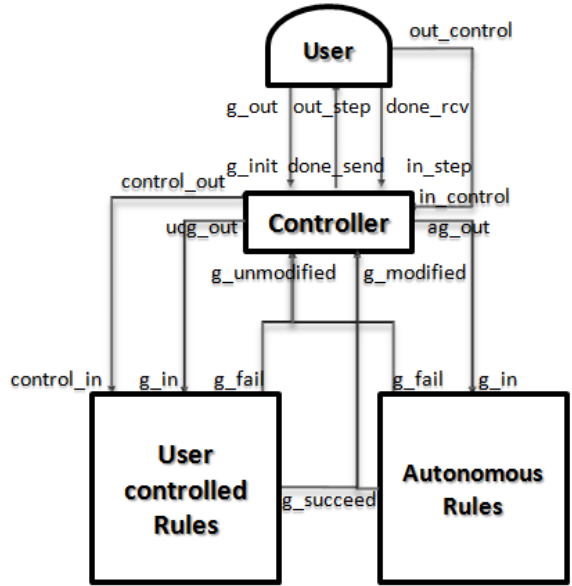 out_control
User
g_out out_step done_rcv
g_init done_send in_step
control_out
in_control
Controller
ucg_out
ag_out
g_unmodified g_modified
control_in g_in g_fail g_fail g_in
User
controlled
Rules
Autonomous
Rules
g_succeed